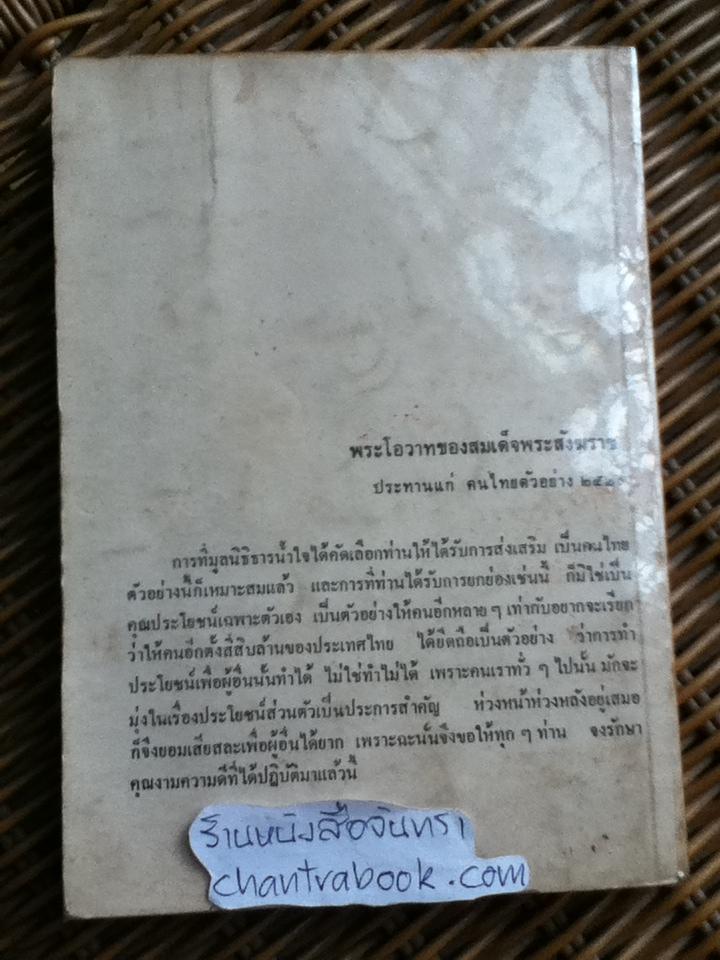 พระโอวาทของสมเด็จพระสังฆราช
ประทานแก่ คนไทยตัวอย่าง
การที่มูลนิธิธารน้ำใจได้คัดเลือกท่านให้ได้รับการส่งเสริม เป็นคนไทย
ตัวอย่างนี้ก็เหมาะสมแล้ว และการที่ท่านได้รับการยกย่องเช่นนี้ ก็มิใช่เป็น
คุณประโยชน์เฉพาะตัวเอง เป็นตัวอย่างให้คนอีกหลาย ๆ เท่ากับอยากจะเรียก
ว่าให้คนอีกตั้งสี่สิบล้านของประเทศไทย ได้ยึดถือเป็นตัวอย่าง ว่าการทำ
ประโยชน์เพื่อผู้อื่นนั้นทำได้ ไม่ใช่ทำไม่ได้ เพราะคนเราทั่ว ๆ ไปนั้น มักจะ
มุ่งในเรื่องประโยชน์ส่วนตัวเป็นประการสำคัญ ห่วงหน้าห่วงหลังอยู่เสมอ
ก็จึงยอมเสียสละเพื่อผู้อื่นได้ยาก เพราะฉะนั้นจึงขอให้ทุก ๆ ท่าน จงรักษา
คุณงามความดีที่ได้ปฏิบัติมาแล้วนี้
ร้านหนังสือจันทรา
chantrabook.com